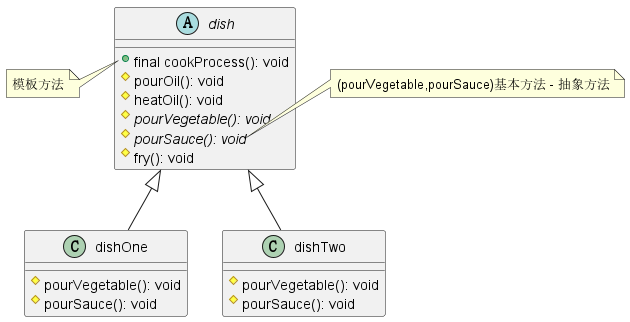 A dish
final cookProcess(): void
模板方法
pourOil(): void
heatOil(): void
(pourVegetable,pourSauce)基本方法 - 抽象方法
pourVegetable(): void
pourSauce(): void
fry(): void
C dishOne
pourVegetable(): void
pourSauce(): void
C dishTwo
pourVegetable(): void
pourSauce(): void